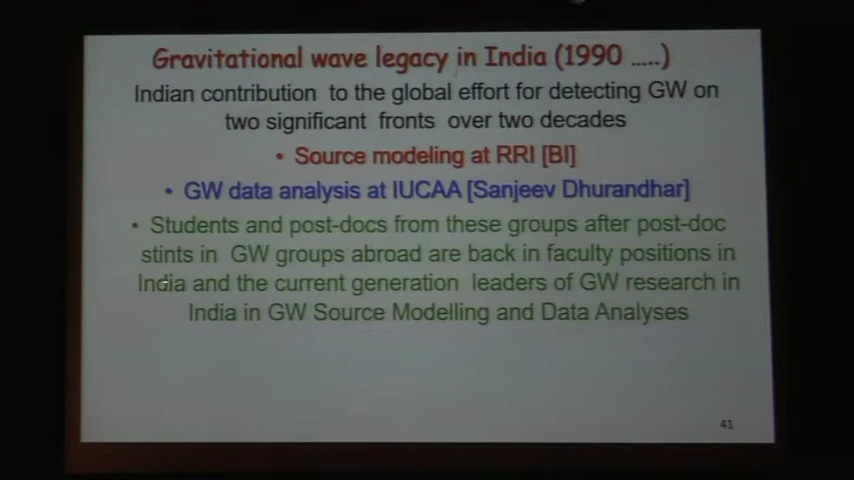 Gravitational wave legacy in India (1990 .....)
Indian contribution to the global effort for detecting GW on
two significant fronts over two decades
• Source modeling at RRI [BI]
• GW data analysis at IUCAA [Sanjeev Dhurandhar]
• Students and post-docs from these groups after post-doc
stints in GW groups abroad are back in faculty positions in
India and the current generation leaders of GW research in
India in GW Source Modelling and Data Analyses
41